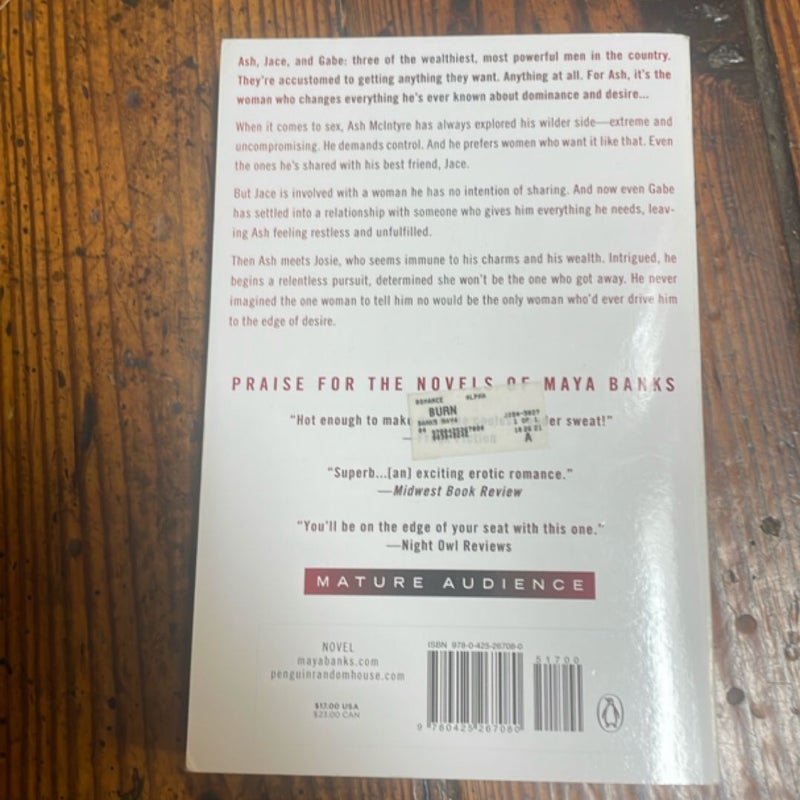 Ash, Jace, and Gabe: three of the wealthiest, most powerful men in the country.
They're accustomed to getting anything they want. Anything at all. For Ash, it's the
woman who changes everything he's ever known about dominance and desire...
When it comes to sex, Ash McIntyre has always explored his wilder side—extreme and
uncompromising. He demands control. And he prefers women who want it like that. Even
the ones he's shared with his best friend, Jace.
But Jace is involved with a woman he has no intention of sharing. And now even Gabe
has settled into a relationship with someone who gives him everything he needs, leav-
ing Ash feeling restless and unfulfilled.
Then Ash meets Josie, who seems immune to his charms and his wealth. Intrigued, he
begins a relentless pursuit, determined she won't be the one who got away. He never
imagined the one woman to tell him no would be the only woman who'd ever drive him
to the edge of desire.
PRAISE FOR THE NOVELS OF MAYA BANKS
ROMANCE ALPHA
BURN
BANKS MAYA
1 OF 1
A
"Hot enough to make sweat!"
"Superb...[an] exciting erotic romance."
—Midwest Book Review
"You'll be on the edge of your seat with this one."
—Night Owl Reviews
MATURE AUDIENCE
NOVEL
mayabanks.com
penguinrandomhouse.com
$17.00 USA
$23.00 CAN
ISBN 978-0-425-26708-0
51700
9 780425 267080